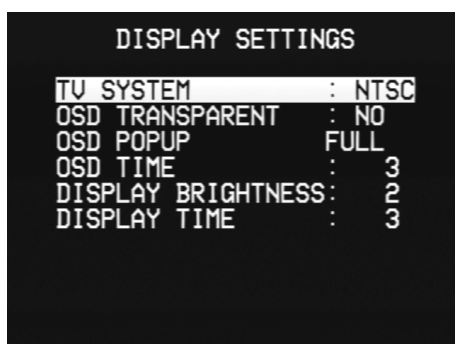 DISPLAY SETTINGS
TV SYSTEM : NTSC
OSD TRANSPARENT : NO
OSD POPUP FULL
OSD TIME : 3
DISPLAY BRIGHTNESS: 2
DISPLAY TIME : 3